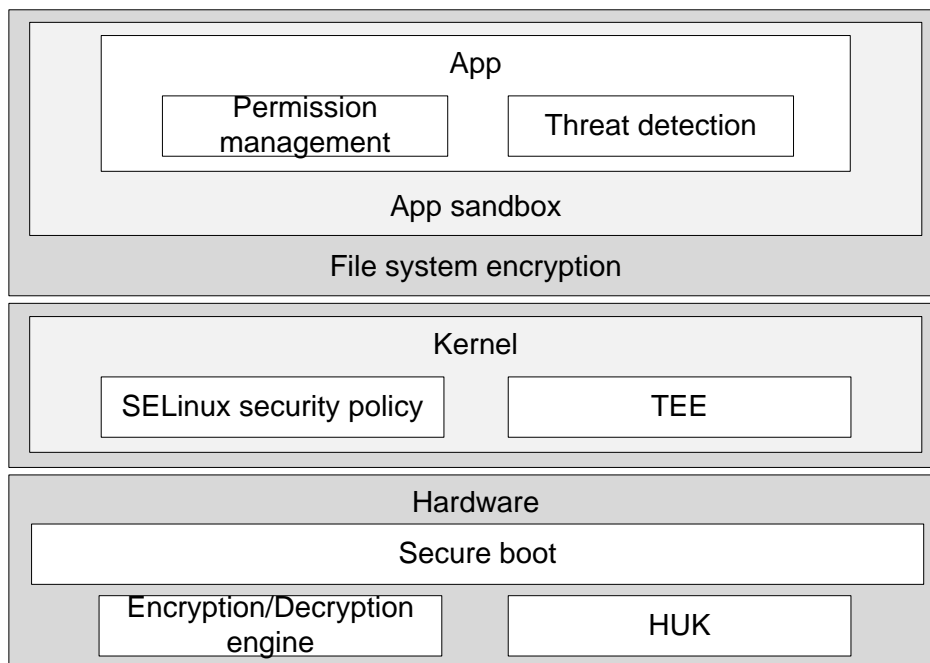 App
Permission
management
Threat detection
App sandbox
File system encryption
Kernel
SELinux security policy
TEE
Hardware
Secure boot
Encryption/Decryption
engine
HUK